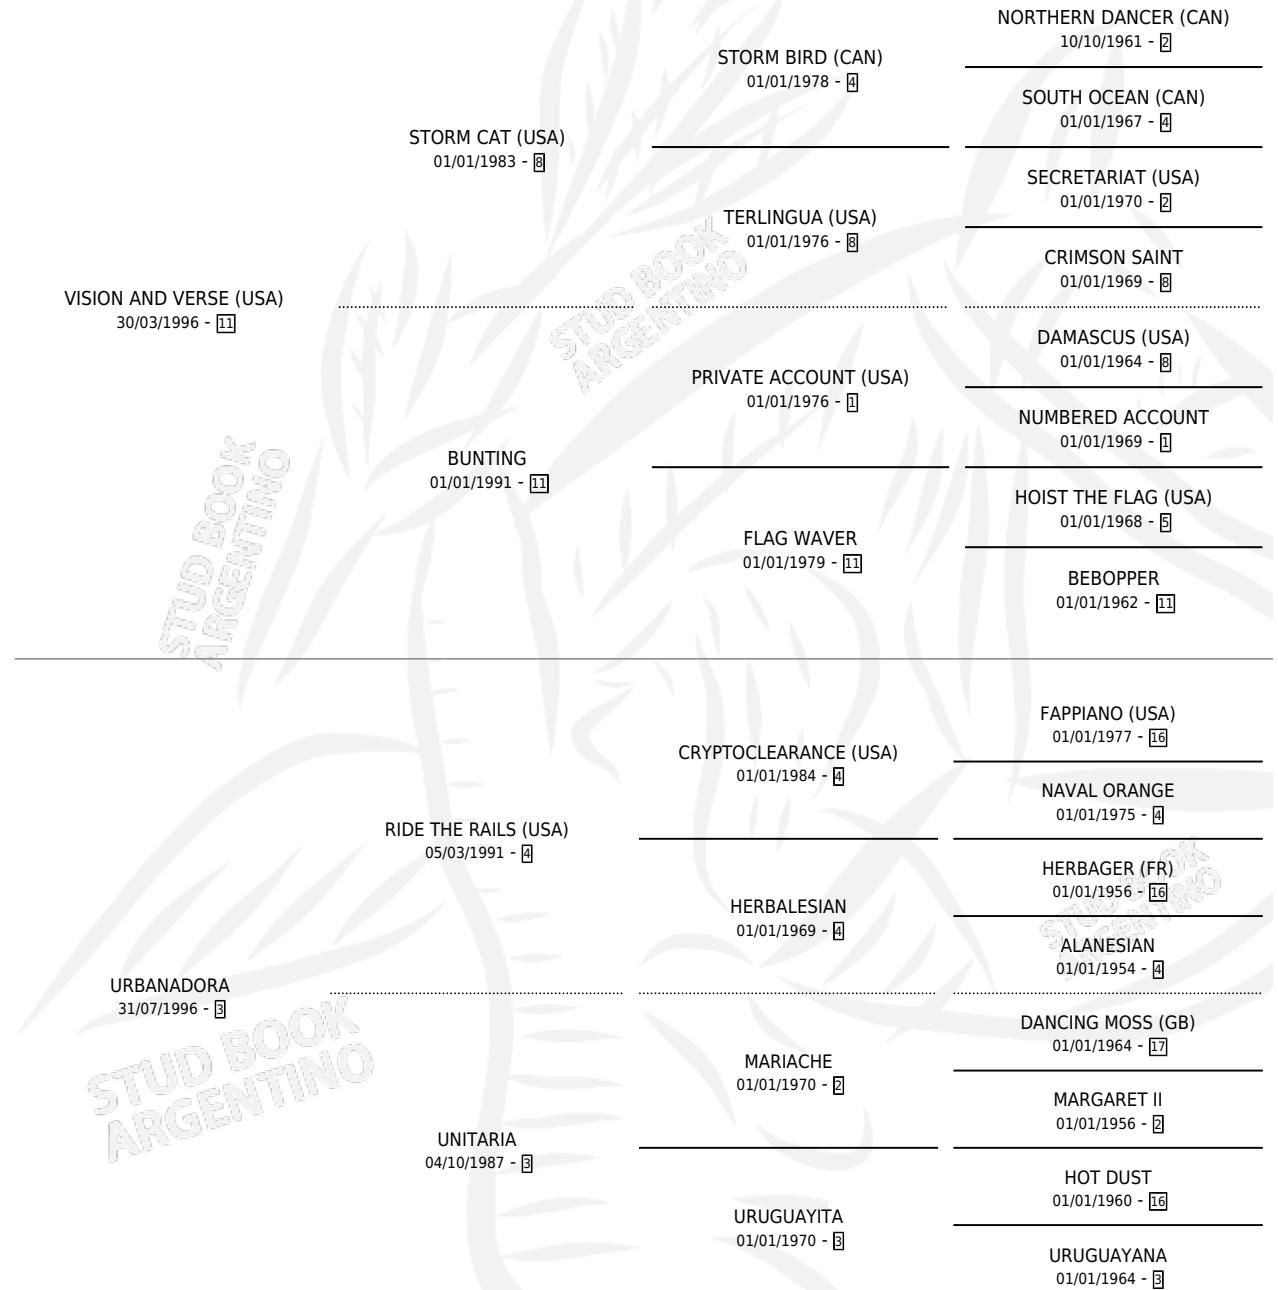 NORTHERN DANCER (CAN)
10/10/1961 - 2
STORM BIRD (CAN)
01/01/1978 - 4
SOUTH OCEAN (CAN)
01/01/1967 - 4
STORM CAT (USA)
01/01/1983 - 8
SECRETARIAT (USA)
01/01/1970 - 2
TERLINGUA (USA)
01/01/1976 - 8
CRIMSON SAINT
01/01/1969 - 8
VISION AND VERSE (USA)
30/03/1996 - 11
DAMASCUS (USA)
01/01/1964 - 8
PRIVATE ACCOUNT (USA)
01/01/1976 - 1
NUMBERED ACCOUNT
01/01/1969 - 1
BUNTING
01/01/1991 - 11
HOIST THE FLAG (USA)
01/01/1968 - 5
FLAG WAVER
01/01/1979 - 11
BEBOPPER
01/01/1962 - 11
FAPPIANO (USA)
01/01/1977 - 16
CRYPTOCLEARANCE (USA)
01/01/1984 - 4
NAVAL ORANGE
01/01/1975 - 4
RIDE THE RAILS (USA)
05/03/1991 - 4
HERBAGER (FR)
01/01/1956 - 16
HERBALESIAN
01/01/1969 - 4
ALANESIAN
01/01/1954 - 4
URBANADORA
31/07/1996 - 3
DANCING MOSS (GB)
01/01/1964 - 17
MARIACHE
01/01/1970 - 2
MARGARET II
01/01/1956 - 2
UNITARIA
04/10/1987 - 3
HOT DUST
01/01/1960 - 16
URUGUAYITA
01/01/1970 - 3
URUGUAYANA
01/01/1964 - 3
STUD BOOK
ARGENTINO
STUD BOOK
ARGENTINO
STUD BOOK
ARGENTINO
STUD BOOK
ARGENTINO